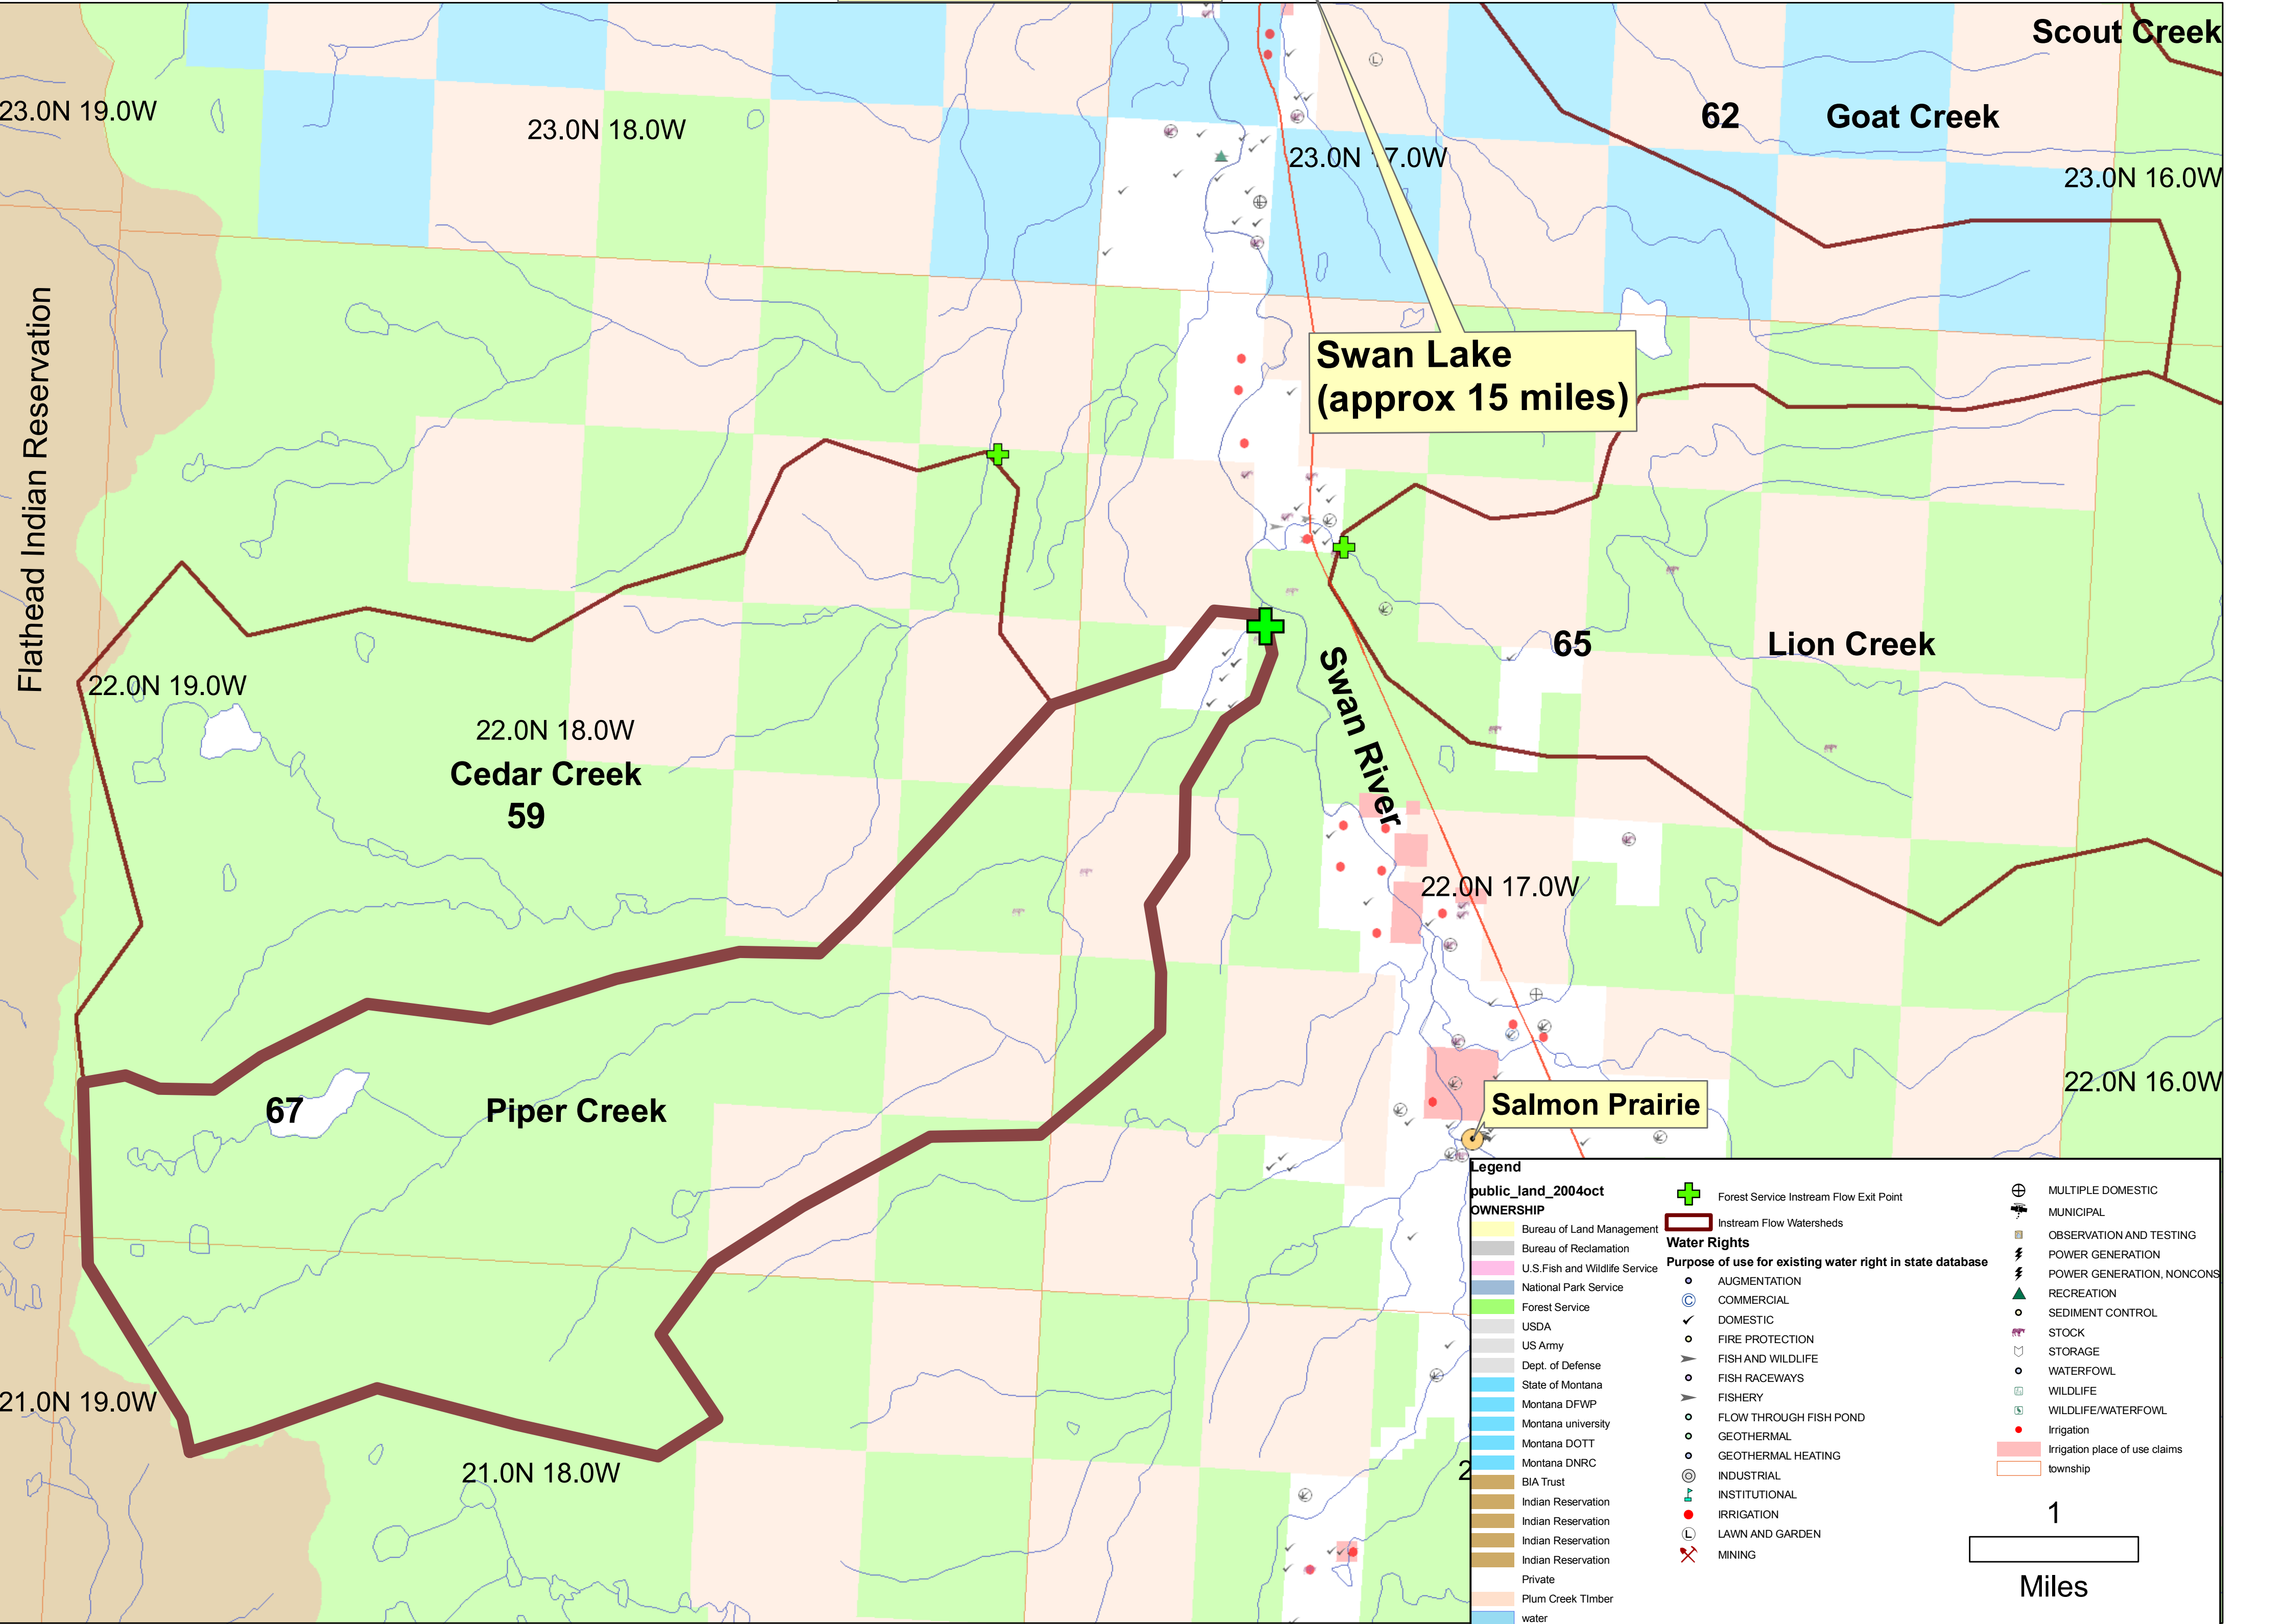 Scout Creek
62 Goat Creek
23.0N 19.0W
23.0N 18.0W
23.0N 17.0W
23.0N 16.0W
Flathead Indian Reservation
Swan Lake
(approx 15 miles)
65 Lion Creek
Swan River
22.0N 19.0W
22.0N 18.0W
Cedar Creek
59
22.0N 17.0W
22.0N 16.0W
67 Piper Creek
Salmon Prairie
21.0N 19.0W
21.0N 18.0W
2
Legend
public_land_2004oct
OWNERSHIP
Bureau of Land Management
Bureau of Reclamation
U.S.Fish and Wildlife Service
National Park Service
Forest Service
USDA
US Army
Dept. of Defense
State of Montana
Montana DFWP
Montana university
Montana DOTT
Montana DNRC
BIA Trust
Indian Reservation
Indian Reservation
Indian Reservation
Indian Reservation
Private
Plum Creek TImber
water
Forest Service Instream Flow Exit Point
Instream Flow Watersheds
Water Rights
Purpose of use for existing water right in state database
AUGMENTATION
C COMMERCIAL
DOMESTIC
FIRE PROTECTION
FISH AND WILDLIFE
FISH RACEWAYS
FISHERY
FLOW THROUGH FISH POND
GEOTHERMAL
GEOTHERMAL HEATING
INDUSTRIAL
INSTITUTIONAL
IRRIGATION
L LAWN AND GARDEN
MINING
MULTIPLE DOMESTIC
MUNICIPAL
OBSERVATION AND TESTING
POWER GENERATION
POWER GENERATION, NONCONS
RECREATION
SEDIMENT CONTROL
STOCK
STORAGE
WATERFOWL
WILDLIFE
WILDLIFE/WATERFOWL
Irrigation
Irrigation place of use claims
township
1
Miles